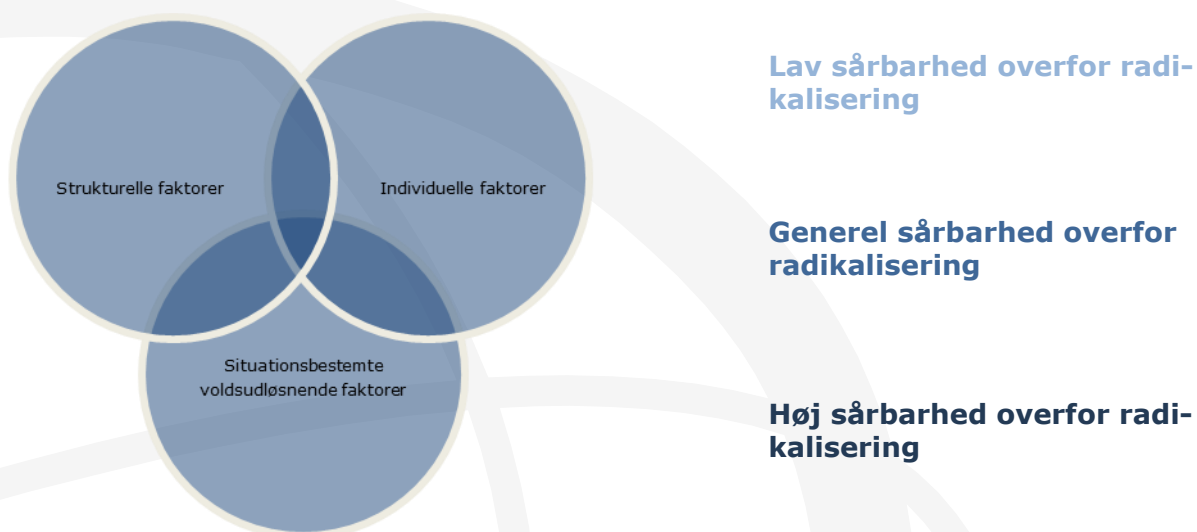 Strukturelle faktorer
Individuelle faktorer
Situationsbestemte
voldsudløsnende faktorer
Lav sårbarhed overfor radi-
kalisering
Generel sårbarhed overfor
radikalisering
Høj sårbarhed overfor radi-
kalisering